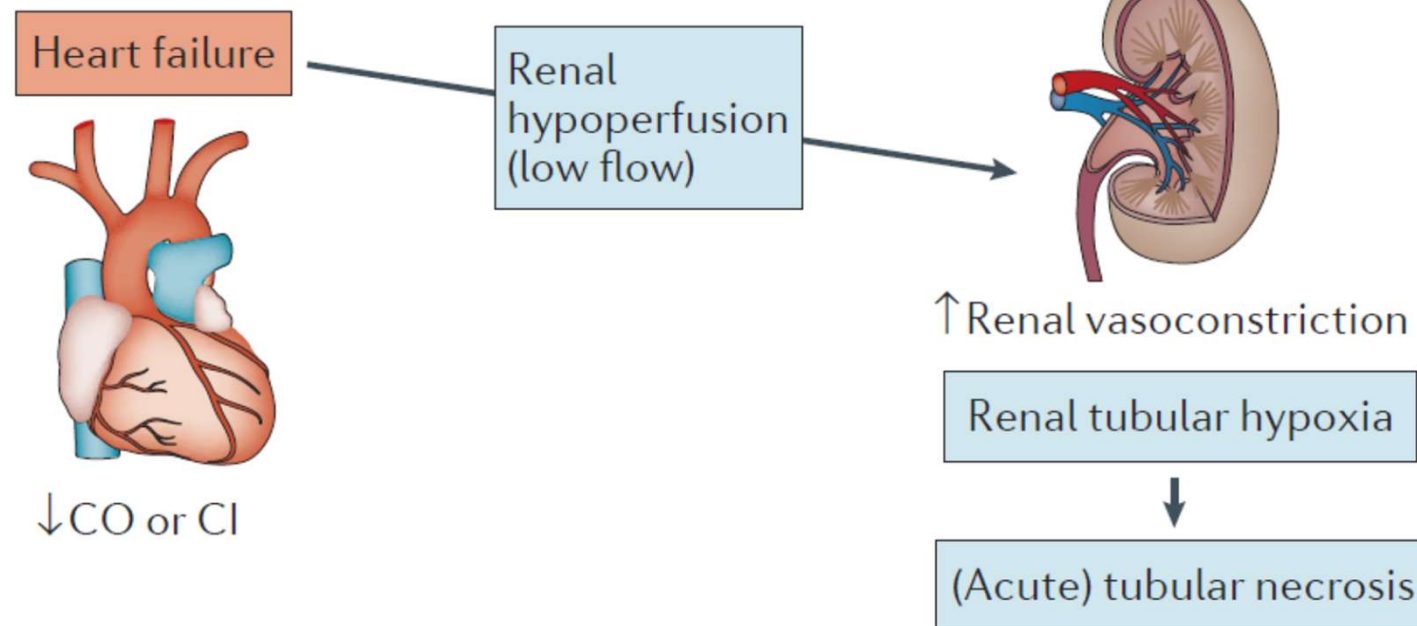 Heart failure
Renal
hypoperfusion
(low flow)
↑Renal vasoconstriction
Renal tubular hypoxia
↓CO or CI
(Acute) tubular necrosis